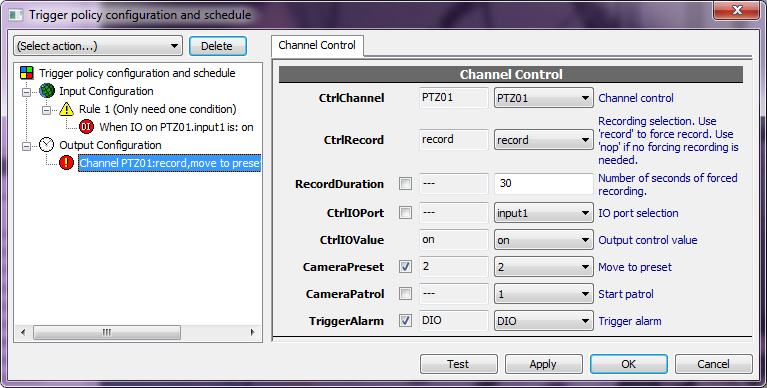 Trigger policy configuration and schedule
(Select action...)
Delete
Trigger policy configuration and schedule
Input Configuration
Rule 1 (Only need one condition)
DI
When IO on PTZ01.input1 is: on
Output Configuration
Channel PTZ01:record,move to prese
Channel Control
Channel Control
CtrlChannel PTZ01 PTZ01 Channel control
CtrlRecord record record Recording selection. Use
'record' to force record. Use
'nop' if no forcing recording is
needed.
RecordDuration --- 30 Number of seconds of forced
recording.
CtrlIOPort --- input1 IO port selection
CtrlIOValue on on Output control value
CameraPreset 2 2 Move to preset
CameraPatrol --- 1 Start patrol
TriggerAlarm DIO DIO Trigger alarm
Test Apply OK Cancel